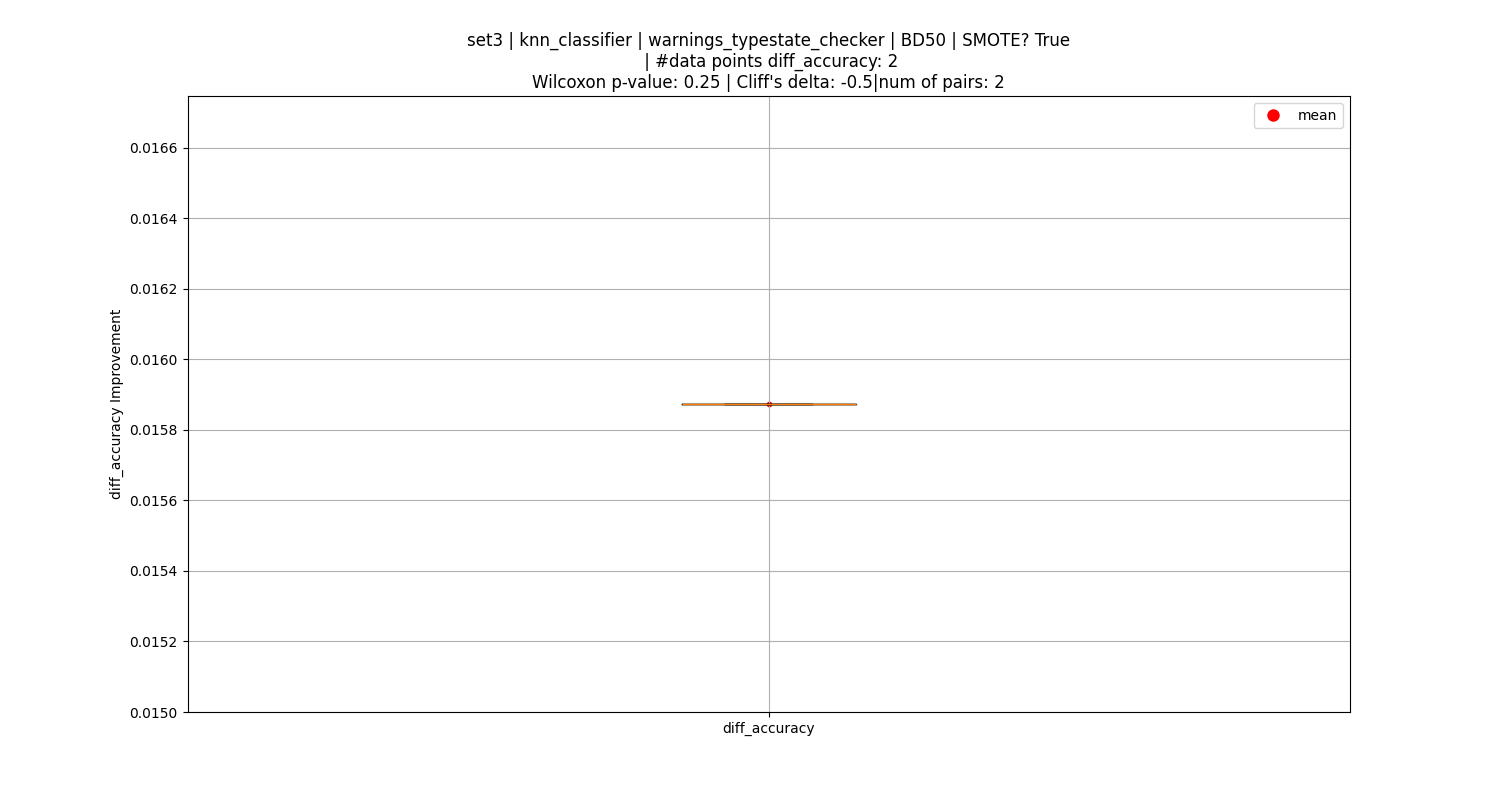 set3 | knn_classifier | warnings_typestate_checker | BD50 | SMOTE? True
| #data points diff_accuracy: 2
Wilcoxon p-value: 0.25 | Cliff's delta: -0.5|num of pairs: 2
mean
0.0166
0.0164
0.0162
0.0160
0.0158
0.0156
0.0154
0.0152
0.0150
diff_accuracy Improvement
diff_accuracy